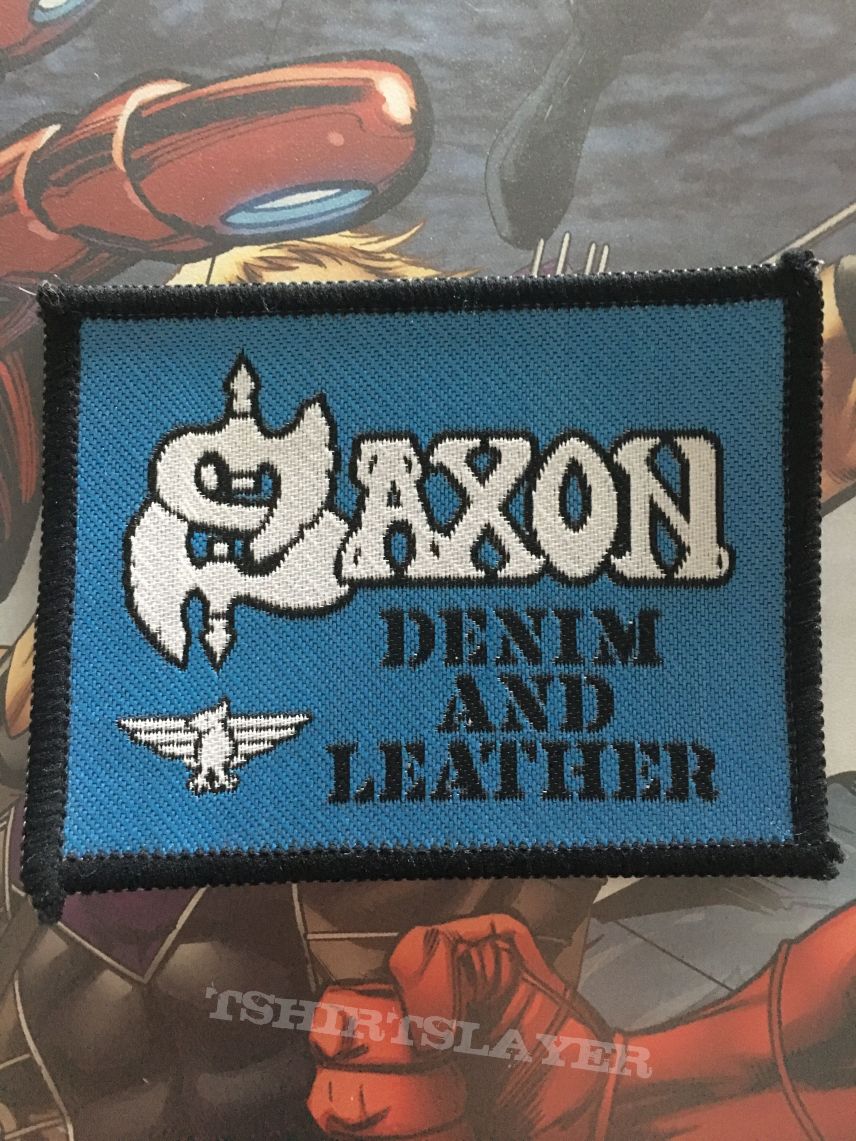 SAXON
DENIM
AND
LEATHER
TSHIRTSLAYER